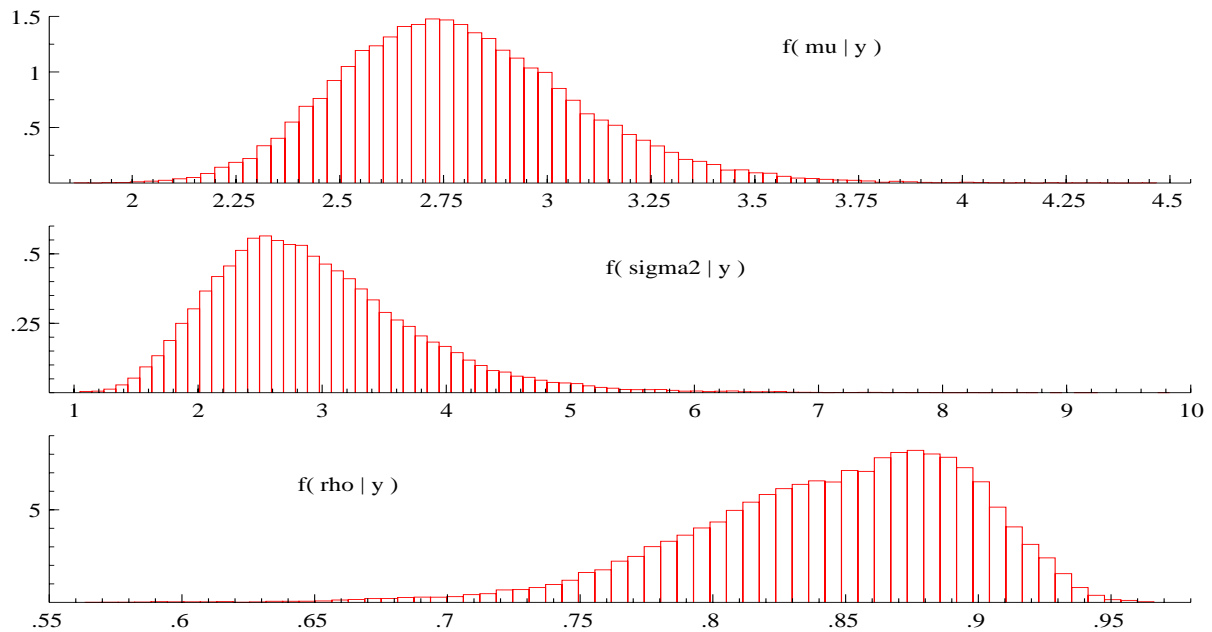 1.5
f( mu | y )
1
.5
2 2.25 2.5 2.75 3 3.25 3.5 3.75 4 4.25 4.5
.5
f( sigma2 | y )
.25
1 2 3 4 5 6 7 8 9 10
f( rho | y )
5
.55 .6 .65 .7 .75 .8 .85 .9 .95